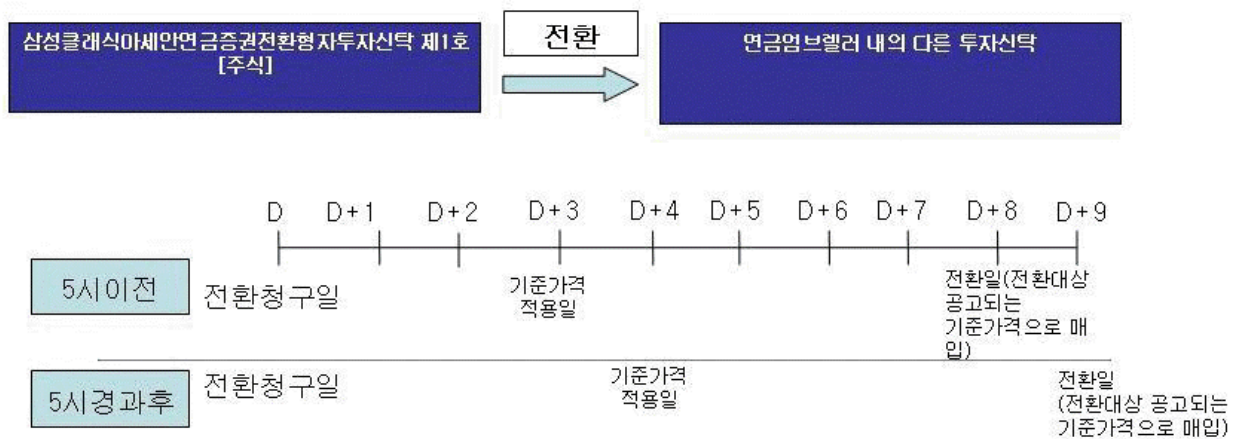 삼성클래식아세안연금증권전환형자투자신탁 제1호
[주식]
전환
연금엄브렐러 내의 다른 투자신탁
D D+1 D+2 D+3 D+4 D+5 D+6 D+7 D+8 D+9
5시이전
전환청구일
기준가격
적용일
전환일(전환대상
공고되는
기준가격으로 매
입)
5시경과후
전환청구일
기준가격
적용일
전환일
(전환대상 공고되는
기준가격으로 매입)